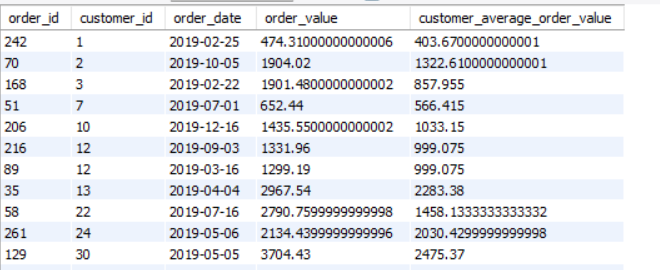 order_id customer_id order_date order_value customer_average_order_value
242 1 2019-02-25 474.31000000000006 403.6700000000001
70 2 2019-10-05 1904.02 1322.6100000000001
168 3 2019-02-22 1901.4800000000002 857.955
51 7 2019-07-01 652.44 566.415
206 10 2019-12-16 1435.5500000000002 1033.15
216 12 2019-09-03 1331.96 999.075
89 12 2019-03-16 1299.19 999.075
35 13 2019-04-04 2967.54 2283.38
58 22 2019-07-16 2790.7599999999998 1458.1333333333332
261 24 2019-05-06 2134.4399999999996 2030.4299999999998
129 30 2019-05-05 3704.43 2475.37